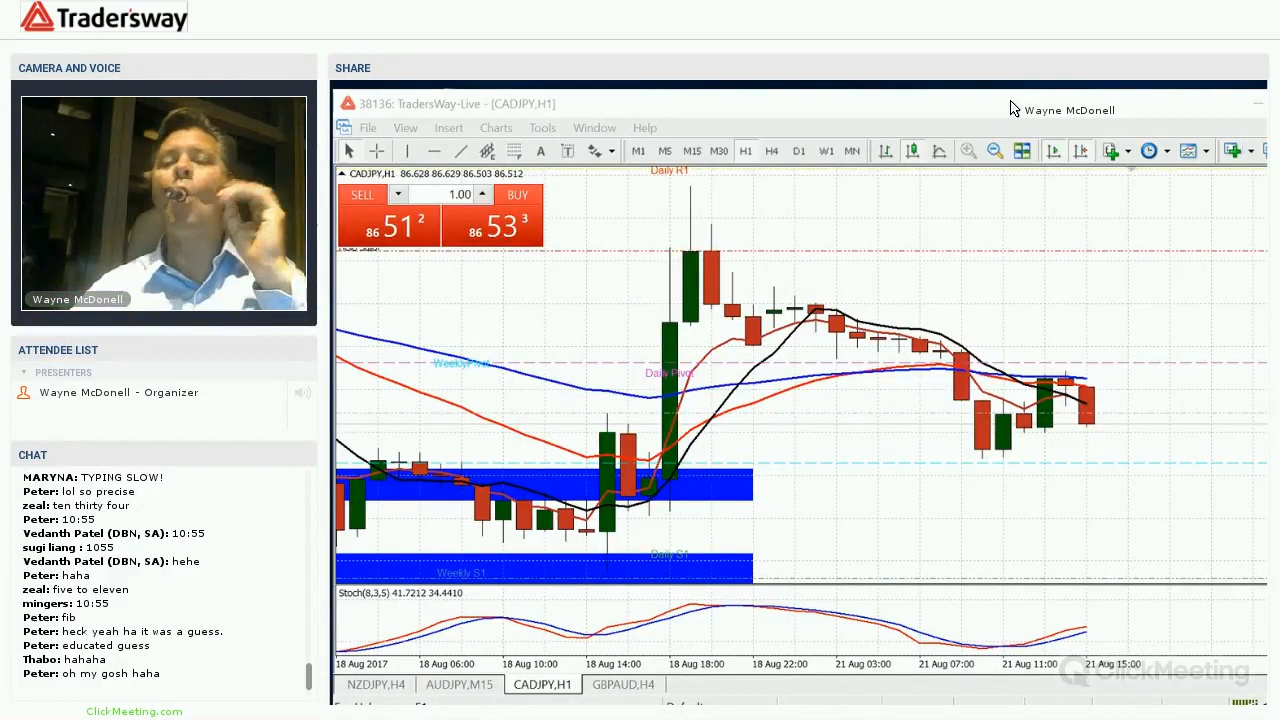 Tradersway
CAMERA AND VOICE
Wayne McDonell
ATTENDEE LIST
PRESENTERS
Wayne McDonell - Organizer
CHAT
MARYNA: TYPING SLOW!
Peter: lol so precise
zeal: ten thirty four
Peter: 10:55
Vedanth Patel (DBN, SA): 10:55
sugi liang : 1055
Vedanth Patel (DBN, SA): hehe
Peter: haha
zeal: five to eleven
mingers: 10:55
Peter: fib
Peter: heck yeah ha it was a guess.
Peter: educated guess
Thabo: hahaha
Peter: oh my gosh haha
ClickMeeting.com
SHARE
38136: TradersWay-Live - [CADJPY,H1]
Wayne McDonell
File View Insert Charts Tools Window Help
A T M1 M5 M15 M30 H1 H4 D1 W1 MN
CADJPY,H1 86.628 86.629 86.503 86.512
Daily R1
SELL 1.00 BUY
86 51 2 86 53 3
WeeklyPivot
Daily Pivot
Daily S1
Weekly S1
Stoch(8,3,5) 41.7212 34.4410
18 Aug 2017 18 Aug 06:00 18 Aug 10:00 18 Aug 14:00 18 Aug 18:00 18 Aug 22:00 21 Aug 03:00 21 Aug 07:00 21 Aug 11:00 21 Aug 15:00
ClickMeeting
NZDJPY,H4 AUDJPY,M15 CADJPY,H1 GBPAUD,H4